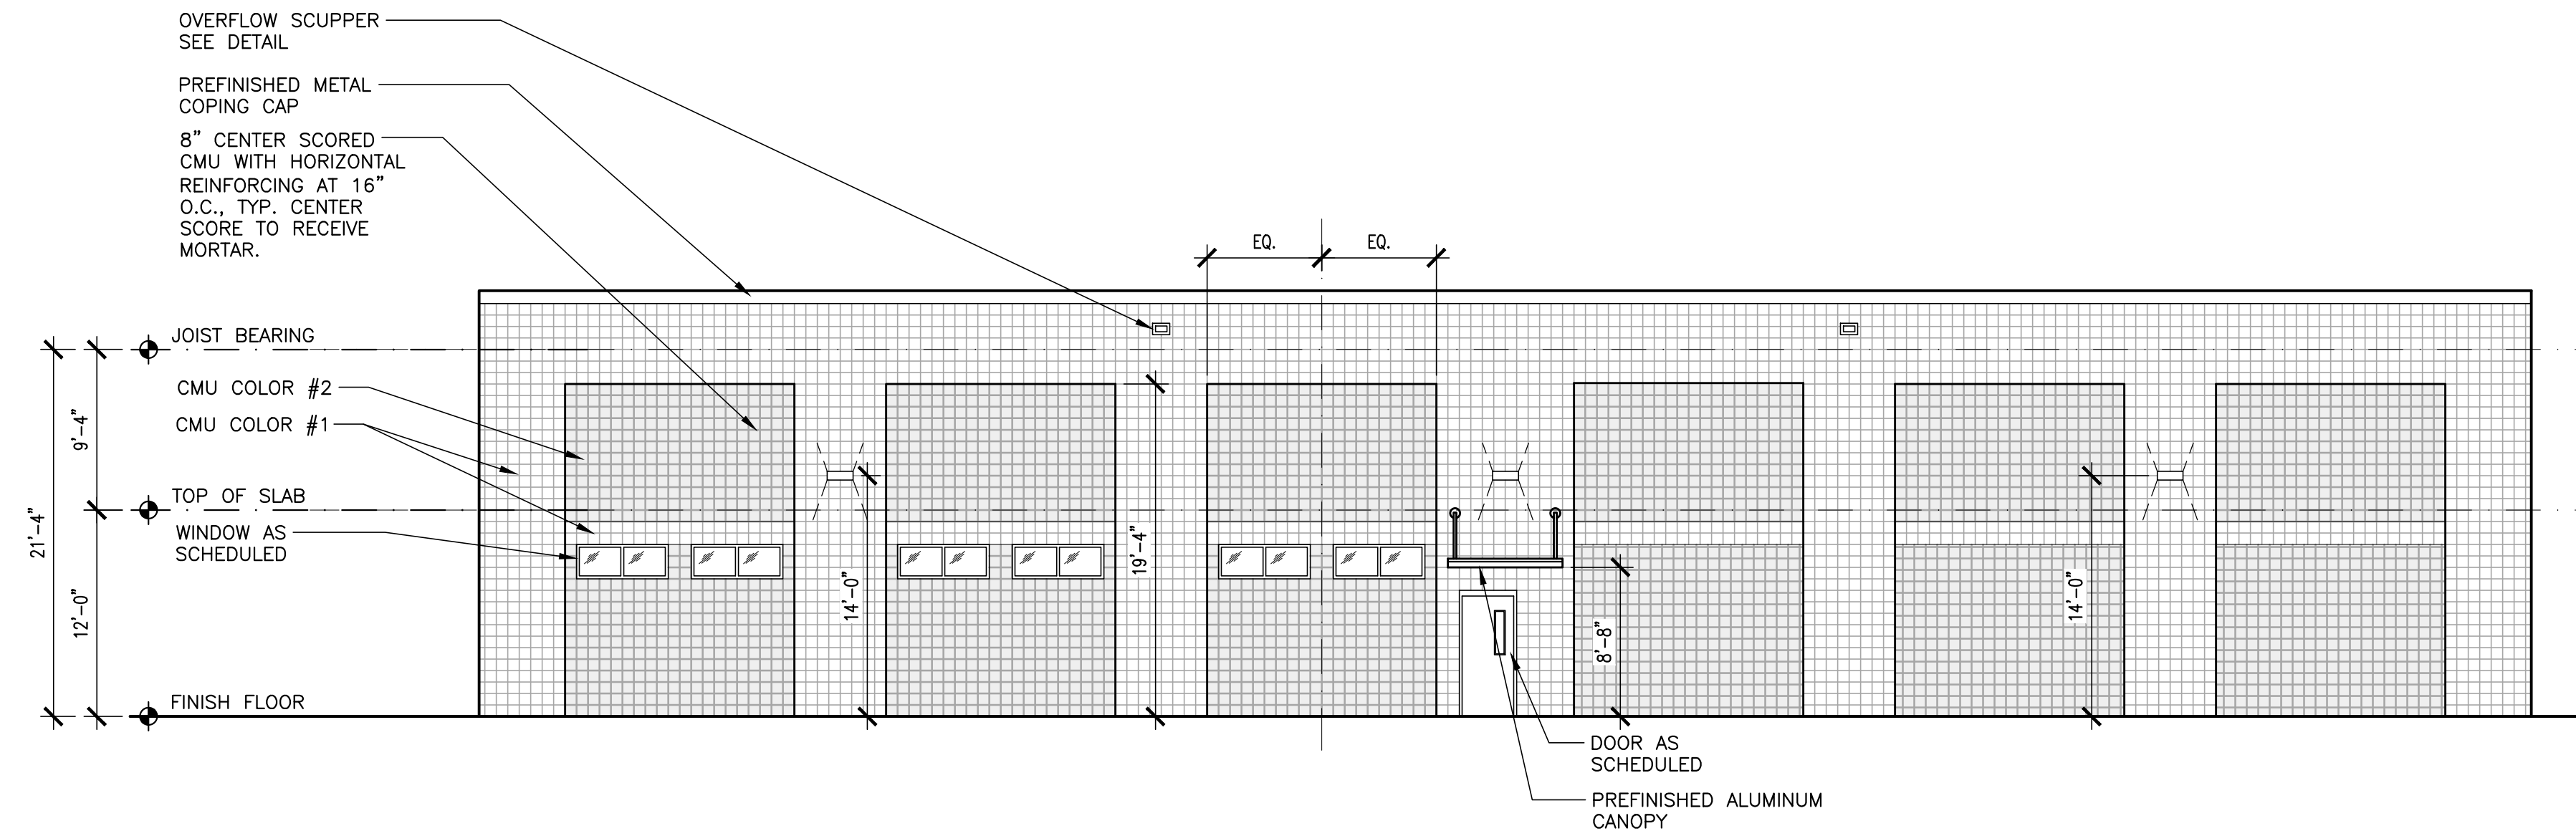 OVERFLOW SCUPPER
SEE DETAIL
PREFINISHED METAL
COPING CAP
8" CENTER SCORED
CMU WITH HORIZONTAL
REINFORCING AT 16"
O.C., TYP. CENTER
SCORE TO RECEIVE
MORTAR.
EQ.
EQ.
JOIST BEARING
CMU COLOR #2
CMU COLOR #1
9'-4"
TOP OF SLAB
WINDOW AS
SCHEDULED
21'-4"
12'-0"
14'-0"
19'-4"
8'-8"
14'-0"
FINISH FLOOR
DOOR AS
SCHEDULED
PREFINISHED ALUMINUM
CANOPY